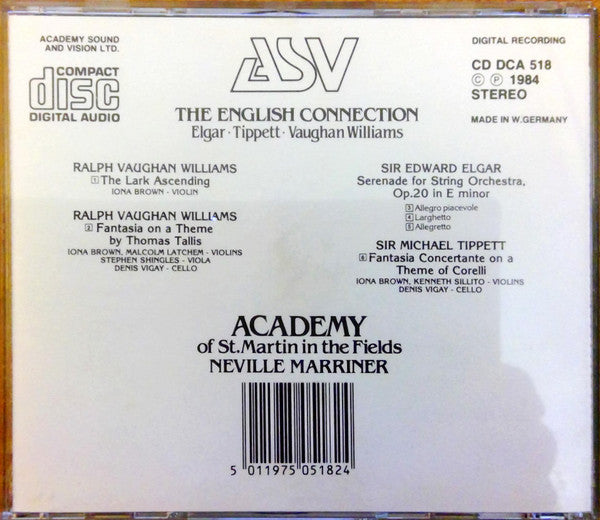 ACADEMY SOUND
AND VISION LTD.
COMPACT
disc
DIGITAL AUDIO
ASV
DIGITAL RECORDING
CD DCA 518
© ℗ 1984
STEREO
MADE IN W.GERMANY
THE ENGLISH CONNECTION
Elgar · Tippett · Vaughan Williams
RALPH VAUGHAN WILLIAMS
1 The Lark Ascending
IONA BROWN - VIOLIN
RALPH VAUGHAN WILLIAMS
2 Fantasia on a Theme
by Thomas Tallis
IONA BROWN, MALCOLM LATCHEM - VIOLINS
STEPHEN SHINGLES - VIOLA
DENIS VIGAY - CELLO
SIR EDWARD ELGAR
Serenade for String Orchestra,
Op.20 in E minor
3 Allegro piacevole
4 Larghetto
5 Allegretto
SIR MICHAEL TIPPETT
6 Fantasia Concertante on a
Theme of Corelli
IONA BROWN, KENNETH SILLITO - VIOLINS
DENIS VIGAY - CELLO
ACADEMY
of St.Martin in the Fields
NEVILLE MARRINER
5 011975 051824